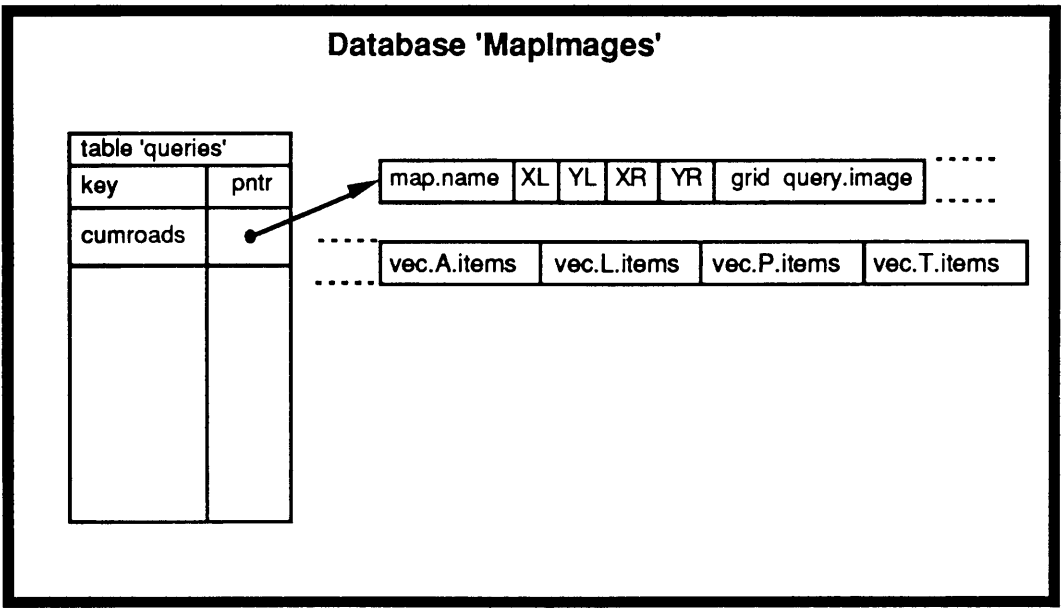 Database 'MapImages'
table 'queries'
key pntr
cumroads
map.name XL YL XR YR grid query.image
vec.A.items vec.L.items vec.P.items vec.T.items